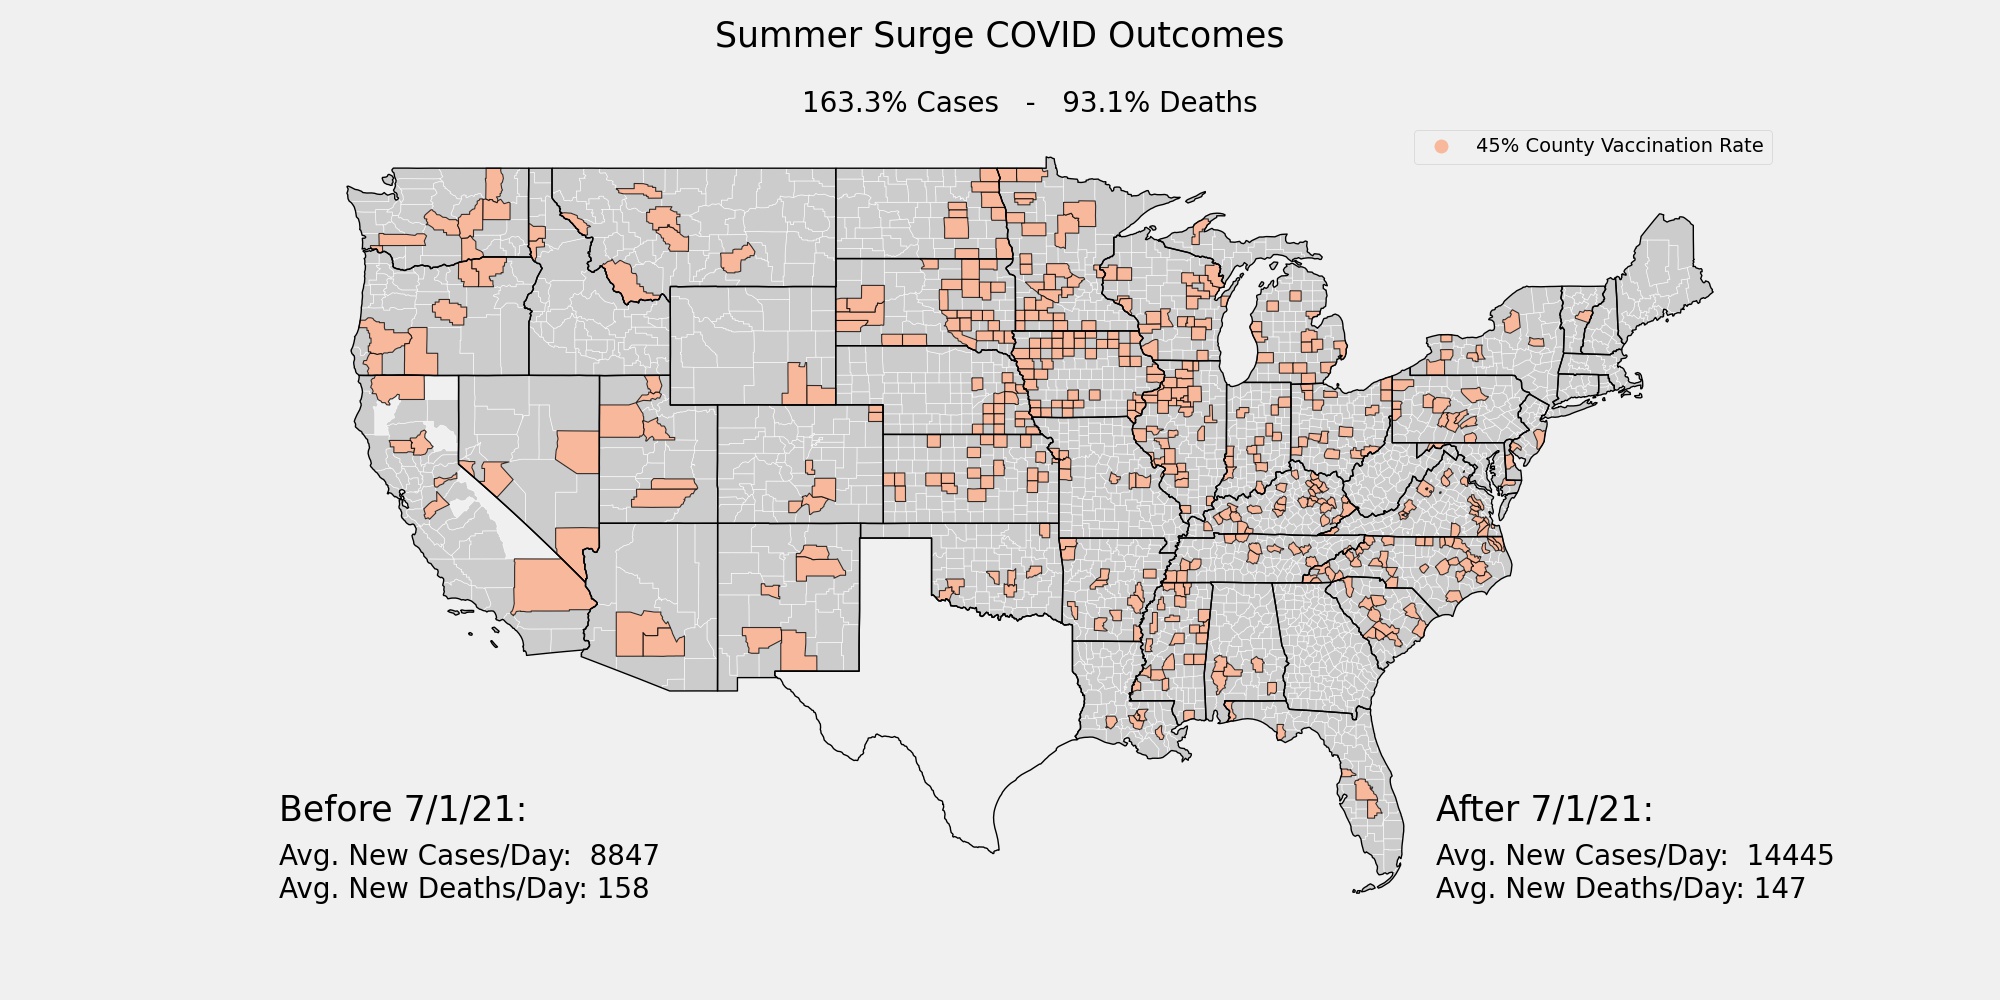 Summer Surge COVID Outcomes
163.3% Cases - 93.1% Deaths
45% County Vaccination Rate
Before 7/1/21:
Avg. New Cases/Day: 8847
Avg. New Deaths/Day: 158
After 7/1/21:
Avg. New Cases/Day: 14445
Avg. New Deaths/Day: 147